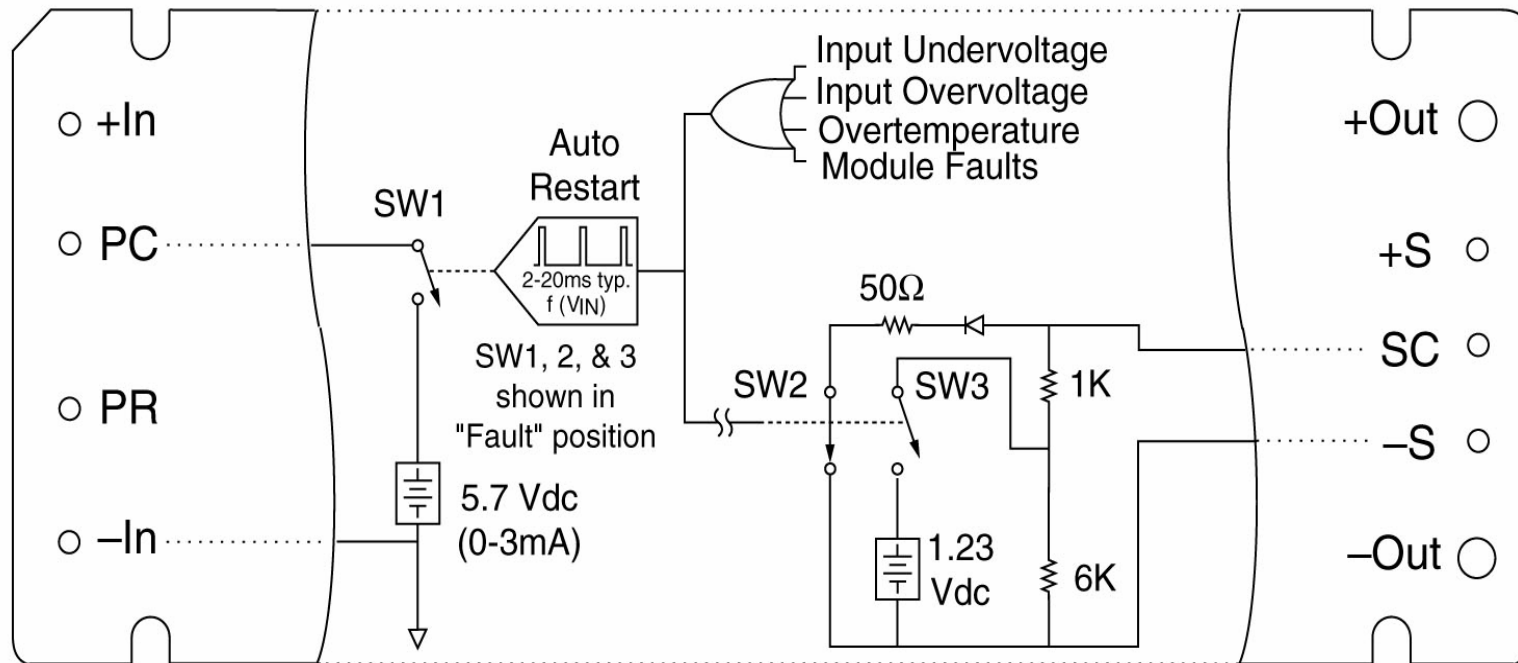 +In
PC
PR
–In
SW1
Auto
Restart
2-20ms typ.
f (VIN)
SW1, 2, & 3
shown in
"Fault" position
5.7 Vdc
(0-3mA)
Input Undervoltage
Input Overvoltage
Overtemperature
Module Faults
50Ω
SW2
SW3
1K
1.23
Vdc
6K
+Out
+S
SC
–S
–Out